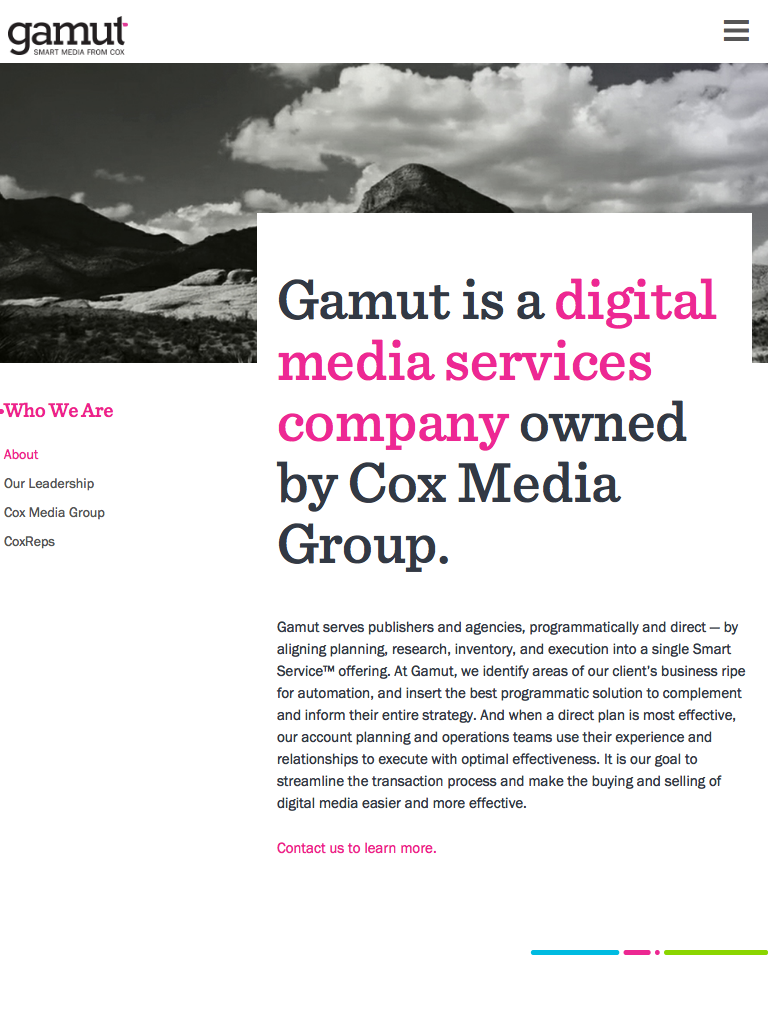 gamut
SMART MEDIA FROM COX
Gamut is a digital
media services
company owned
by Cox Media
Group.
Who We Are
About
Our Leadership
Cox Media Group
CoxReps
Gamut serves publishers and agencies, programmatically and direct — by
aligning planning, research, inventory, and execution into a single Smart
Service™ offering. At Gamut, we identify areas of our client's business ripe
for automation, and insert the best programmatic solution to complement
and inform their entire strategy. And when a direct plan is most effective,
our account planning and operations teams use their experience and
relationships to execute with optimal effectiveness. It is our goal to
streamline the transaction process and make the buying and selling of
digital media easier and more effective.
Contact us to learn more.